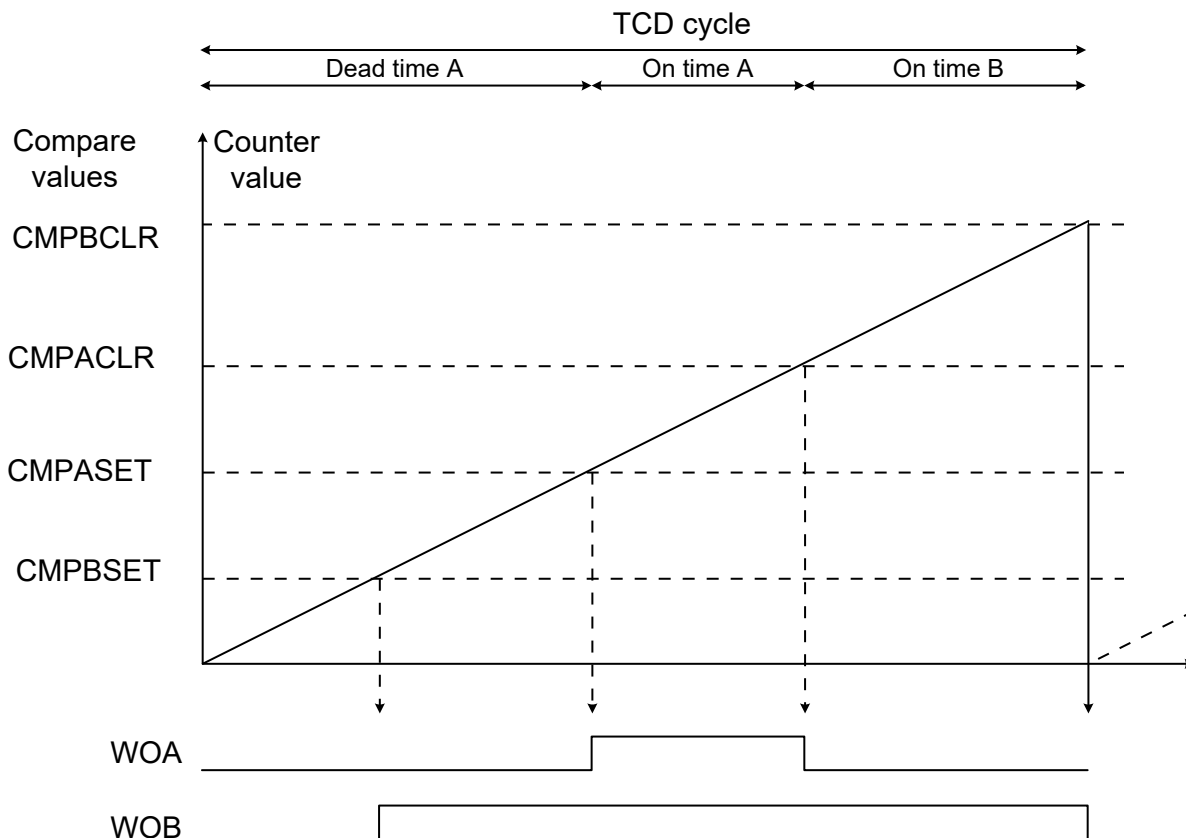 TCD cycle
Dead time A
On time A
On time B
Compare
values
Counter
value
CMPBCLR
CMPACLR
CMPASET
CMPBSET
WOA
WOB